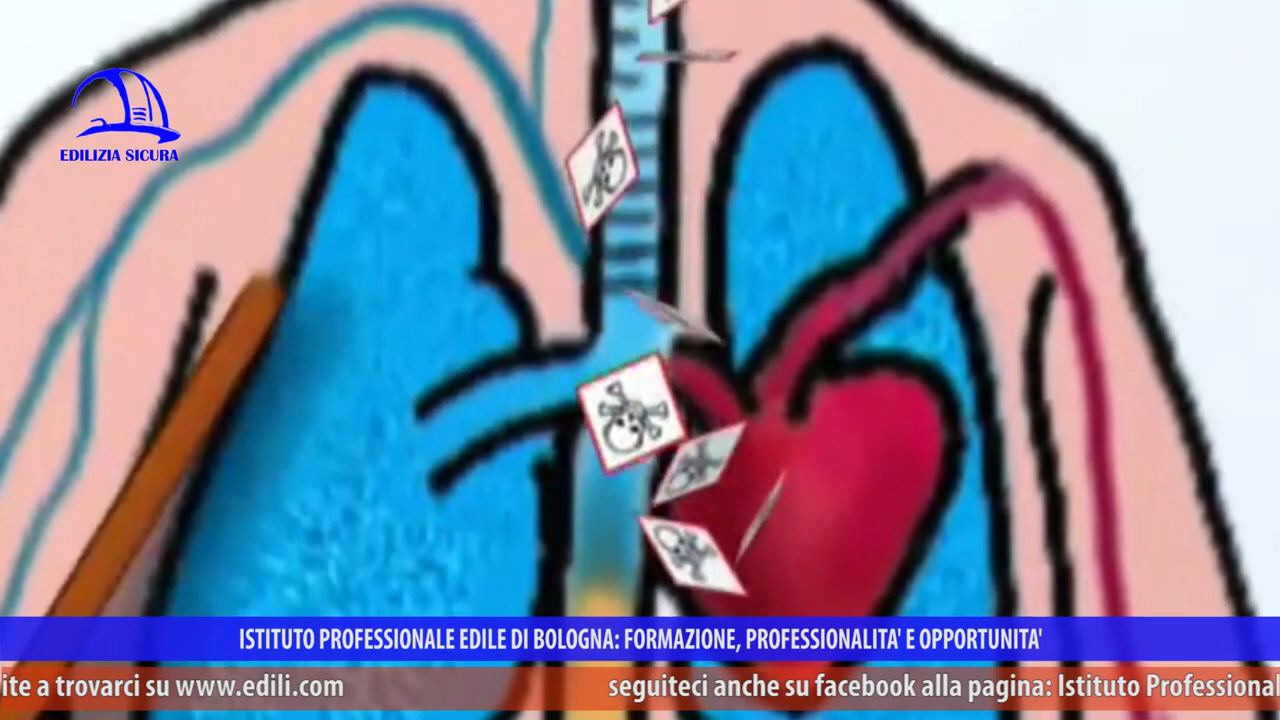 EDILIZIA SICURA
ISTITUTO PROFESSIONALE EDILE DI BOLOGNA: FORMAZIONE, PROFESSIONALITA' E OPPORTUNITA'
ite a trovarci su www.edili.com seguiteci anche su facebook alla pagina: Istituto Professional